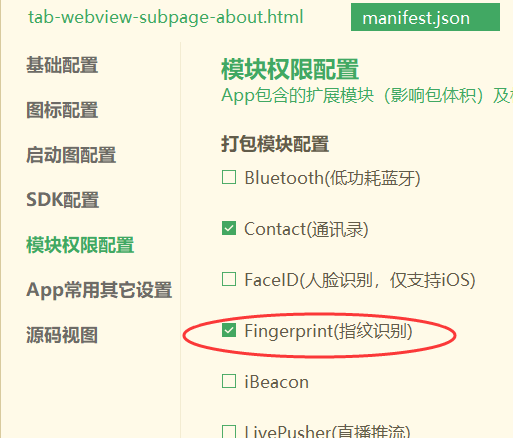 tab-webview-subpage-about.html
manifest.json
基础配置
图标配置
启动图配置
SDK配置
模块权限配置
App常用其它设置
源码视图
模块权限配置
App包含的扩展模块（影响包体积）及
打包模块配置
Bluetooth(低功耗蓝牙)
Contact(通讯录)
FaceID(人脸识别，仅支持iOS)
Fingerprint(指纹识别)
iBeacon
LivePusher(直播推流)